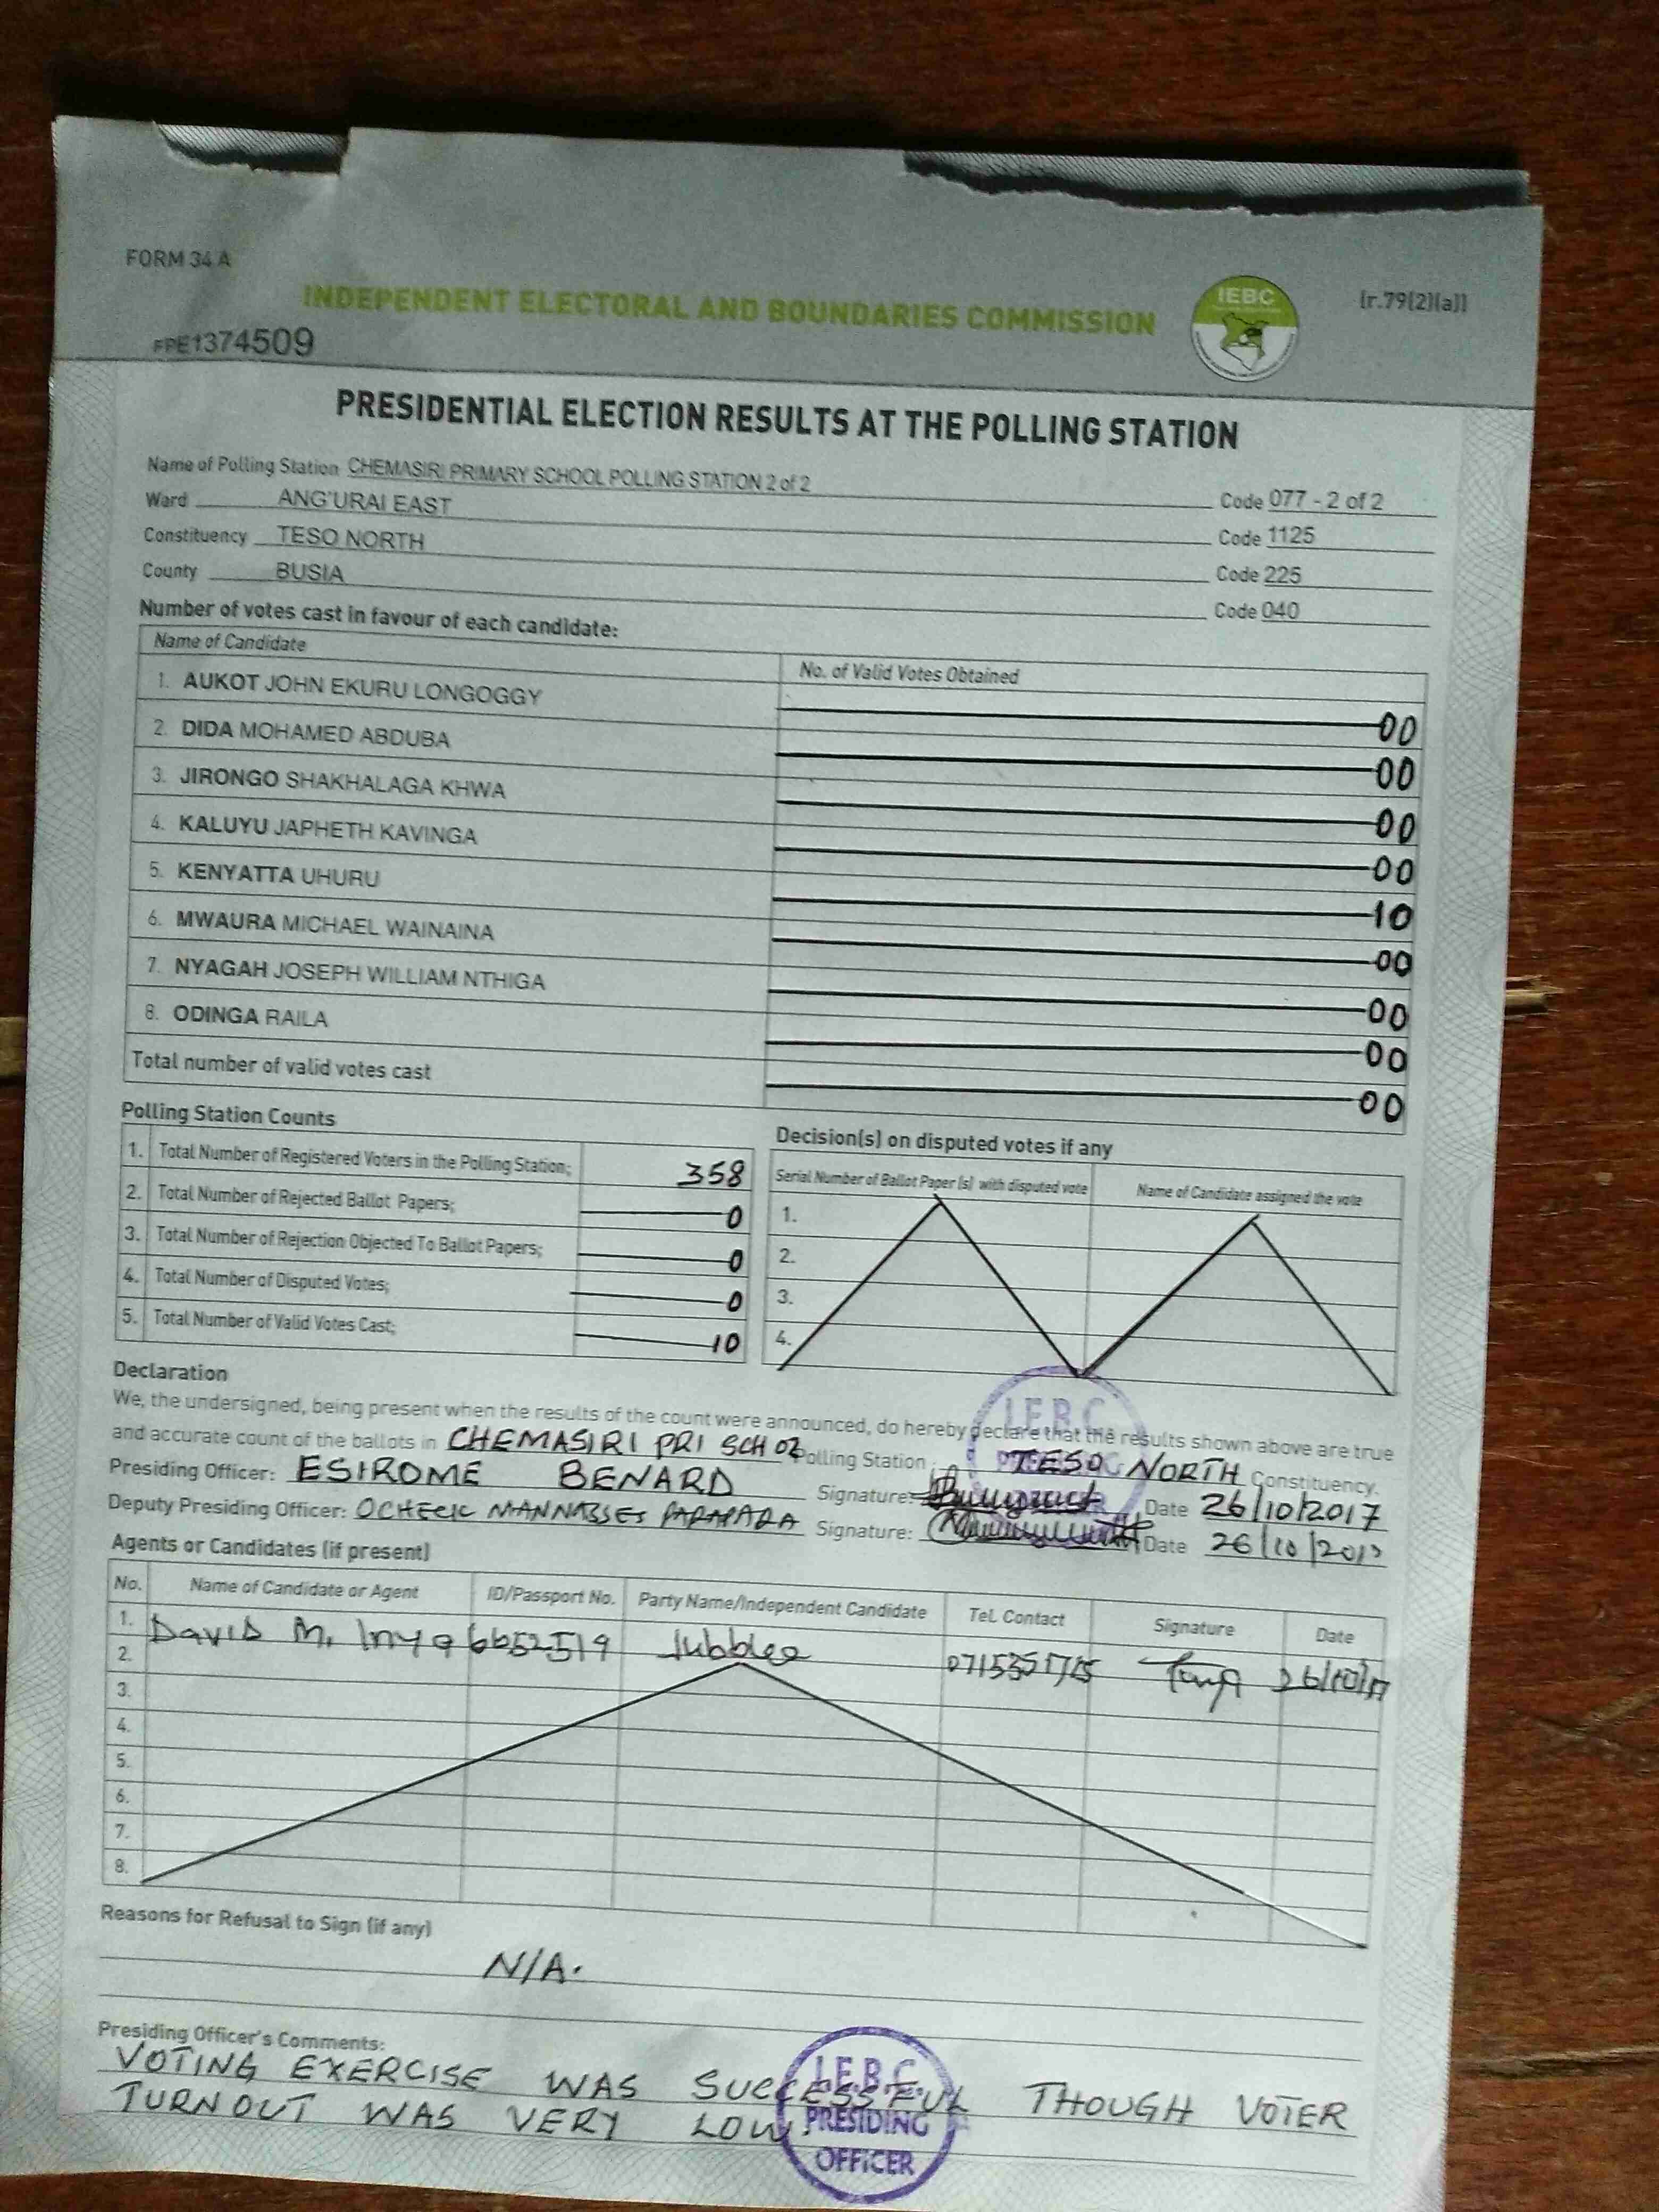 FORM 34 A
INDEPENDENT ELECTORAL AND BOUNDARIES COMMISSION
IEBC
(r.79(2)(a))
FPE1374509
PRESIDENTIAL ELECTION RESULTS AT THE POLLING STATION
Name of Polling Station CHEMASIRI PRIMARY SCHOOL POLLING STATION 2 of 2 Code 077 - 2 of 2
Ward ANG'URAI EAST Code 1125
Constituency TESO NORTH Code 225
County BUSIA Code 040
Number of votes cast in favour of each candidate:
Name of Candidate No. of Valid Votes Obtained
1. AUKOT JOHN EKURU LONGOGGY 00
2. DIDA MOHAMED ABDUBA 00
3. JIRONGO SHAKHALAGA KHWA 00
4. KALUYU JAPHETH KAVINGA 00
5. KENYATTA UHURU 10
6. MWAURA MICHAEL WAINAINA 00
7. NYAGAH JOSEPH WILLIAM NTHIGA 00
8. ODINGA RAILA 00
Total number of valid votes cast 00
Polling Station Counts
1. Total Number of Registered Voters in the Polling Station; 358
2. Total Number of Rejected Ballot Papers; 0
3. Total Number of Rejection Objected To Ballot Papers; 0
4. Total Number of Disputed Votes; 0
5. Total Number of Valid Votes Cast; 10
Decision(s) on disputed votes if any
Serial Number of Ballot Paper (s) with disputed vote Name of Candidate assigned the vote
1.
2.
3.
4.
Declaration
We, the undersigned, being present when the results of the count were announced, do hereby declare that the results shown above are true
and accurate count of the ballots in CHEMASIRI PRI SCH 02 Polling Station TESO NORTH Constituency.
Presiding Officer: ESIROME BENARD Signature: Date 26/10/2017
Deputy Presiding Officer: OCHECK MANNASSES PARAPARA Signature: Date 26/10/2017
I.E.B.C.
Agents or Candidates (if present)
No. Name of Candidate or Agent ID/Passport No. Party Name/Independent Candidate Tel. Contact Signature Date
1. DAVID M. Inya 6652519 Jubblee 26/10/17
2.
3.
4.
5.
6.
7.
8.
Reasons for Refusal to Sign (if any)
N/A.
Presiding Officer's Comments:
VOTING EXERCISE WAS SUCCESSFUL THOUGH VOTER
TURNOUT WAS VERY LOW.
I.E.B.C.
PRESIDING
OFFICER